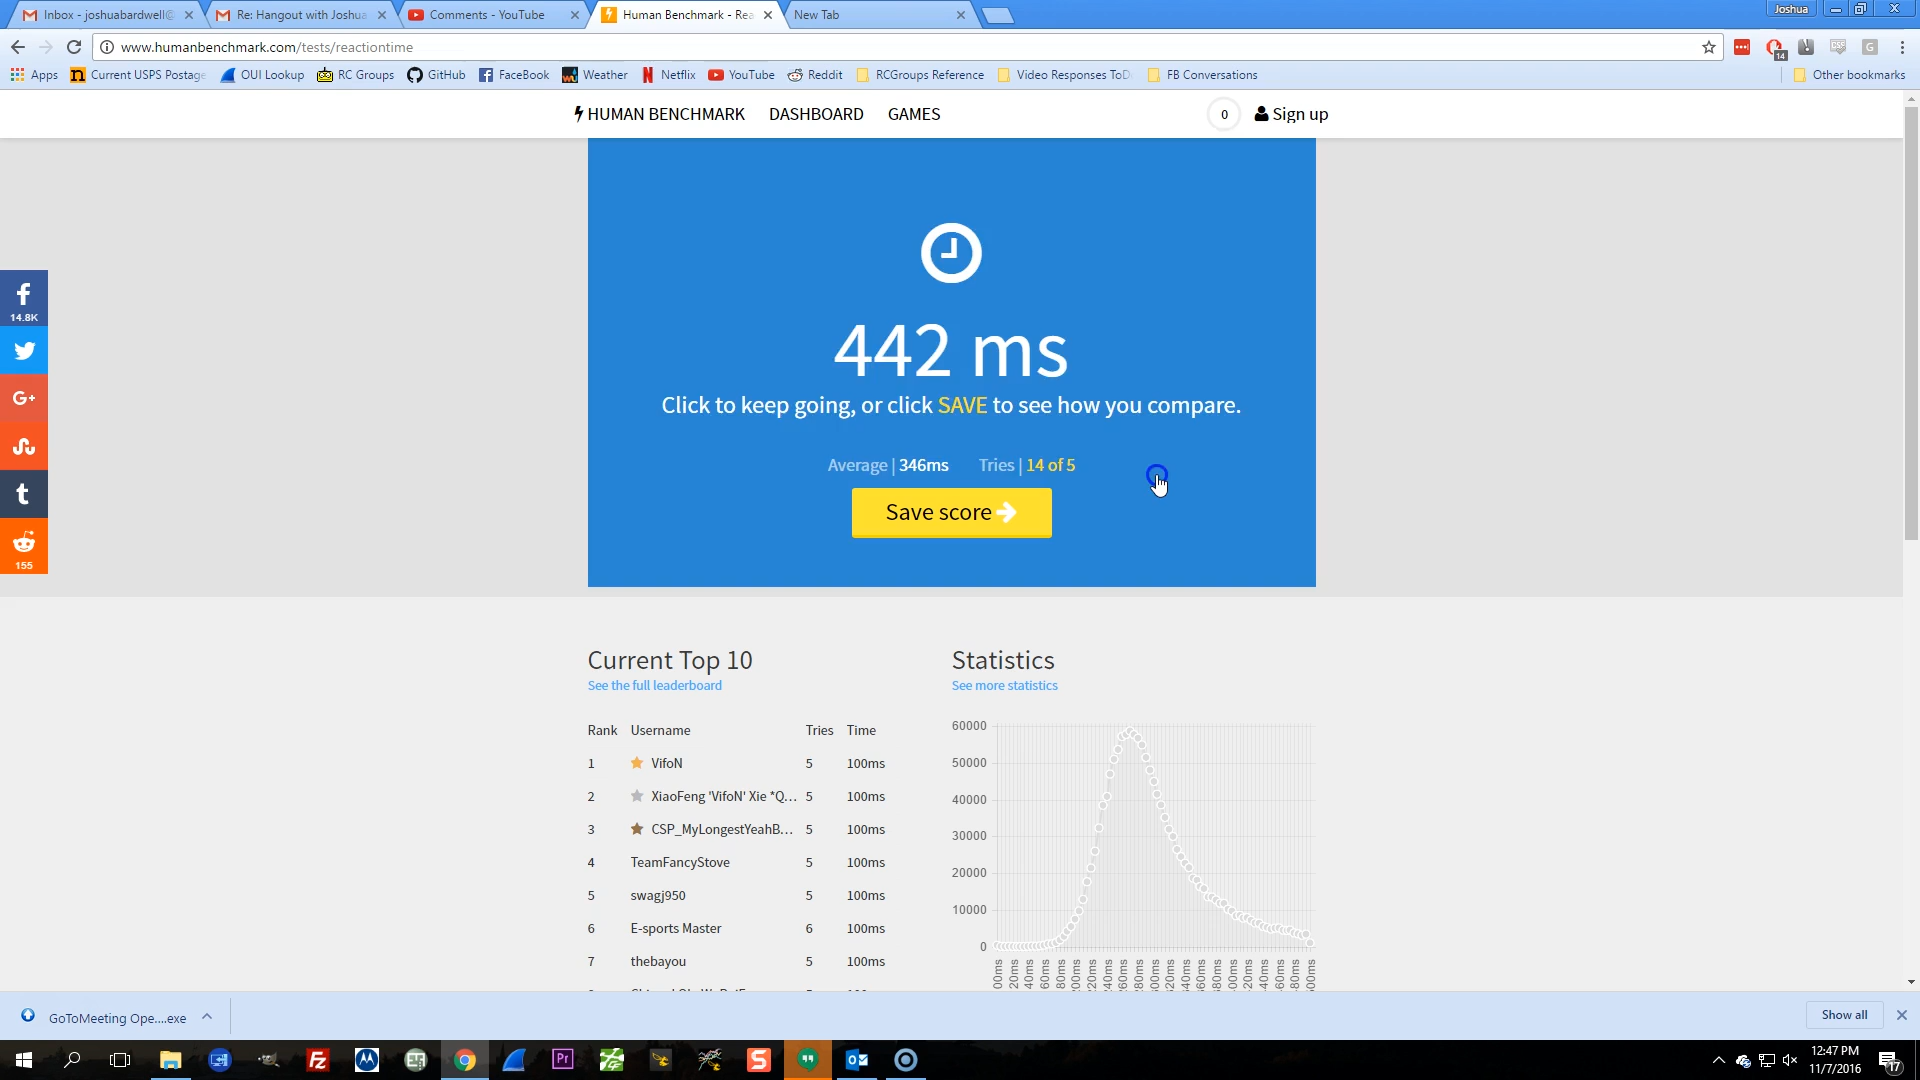 Inbox - joshuabardwell@
Re: Hangout with Joshua
Comments - YouTube
Human Benchmark - Rea
New Tab
Joshua
www.humanbenchmark.com/tests/reactiontime
14
G
Apps
Current USPS Postage
OUI Lookup
RC Groups
GitHub
FaceBook
Weather
Netflix
YouTube
Reddit
RCGroups Reference
Video Responses ToD
FB Conversations
Other bookmarks
HUMAN BENCHMARK
DASHBOARD
GAMES
0
Sign up
14.8K
G+
155
442 ms
Click to keep going, or click SAVE to see how you compare.
Average | 346ms Tries | 14 of 5
Save score
Current Top 10
See the full leaderboard
Rank Username Tries Time
1 VifoN 5 100ms
2 XiaoFeng 'VifoN' Xie *Q... 5 100ms
3 CSP_MyLongestYeahB... 5 100ms
4 TeamFancyStove 5 100ms
5 swagj950 5 100ms
6 E-sports Master 6 100ms
7 thebayou 5 100ms
Statistics
See more statistics
60000
50000
40000
30000
20000
10000
0
GoToMeeting Ope....exe
Show all
Fz
Pr
S
12:47 PM
11/7/2016
17